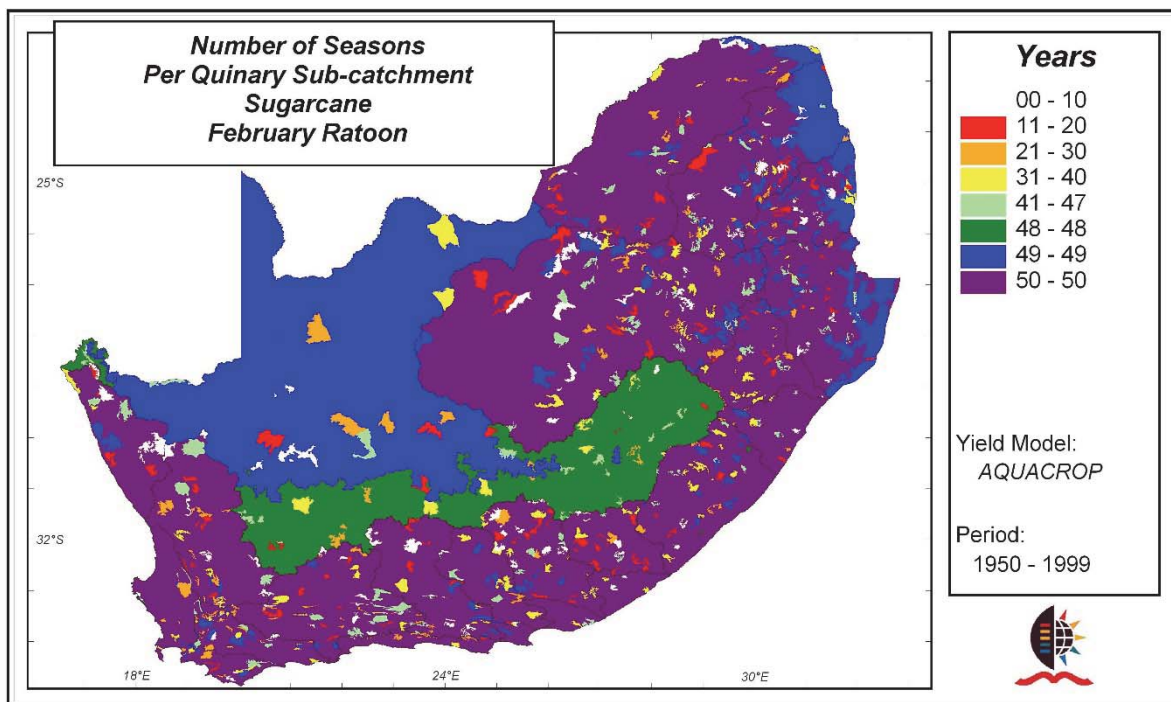 Number of Seasons
Per Quinary Sub-catchment
Sugarcane
February Ratoon
25°S
32°S
18°E
24°E
30°E
Years
00 - 10
11 - 20
21 - 30
31 - 40
41 - 47
48 - 48
49 - 49
50 - 50
Yield Model:
AQUACROP
Period:
1950 - 1999